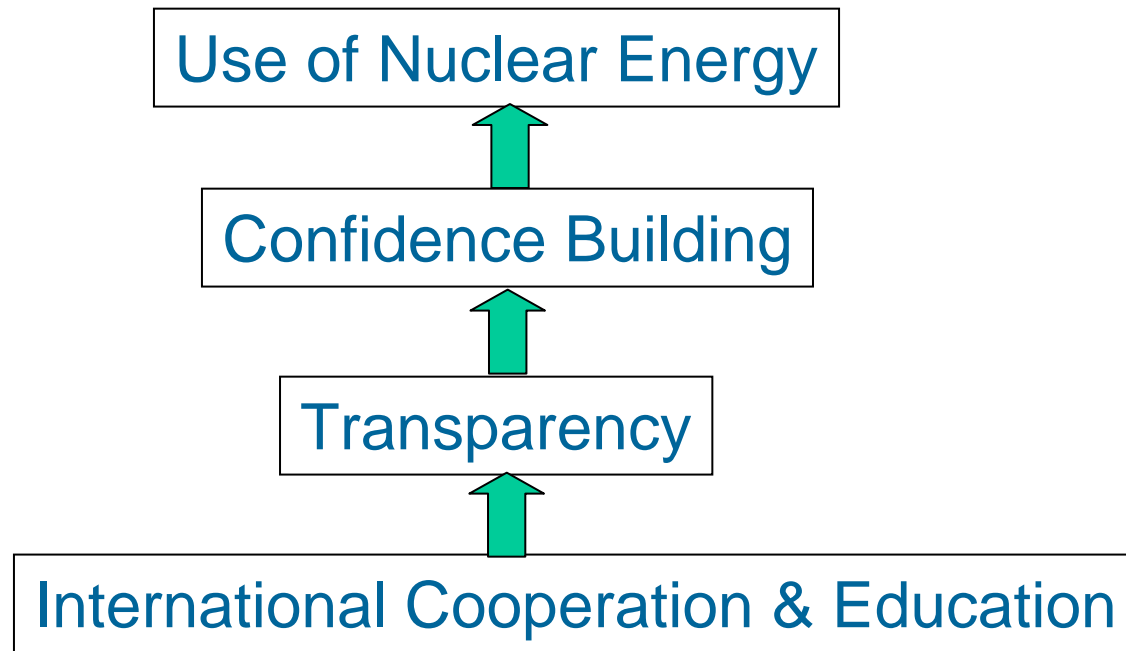 Use of Nuclear Energy
Confidence Building
Transparency
International Cooperation & Education